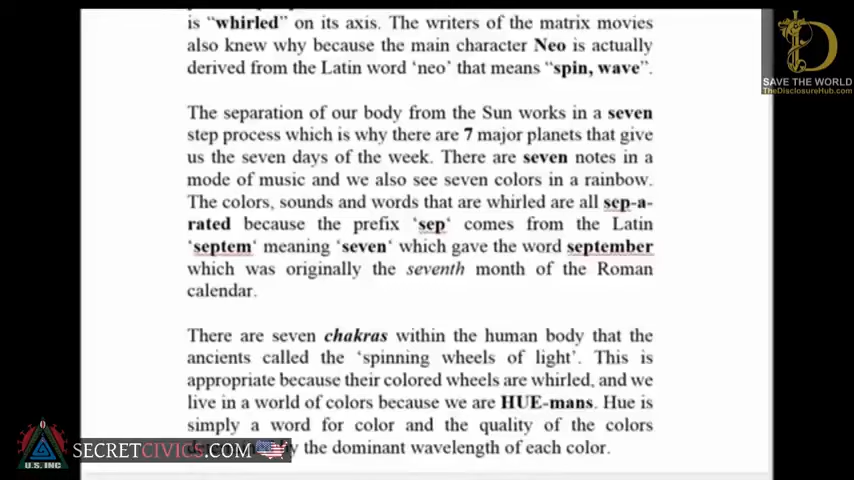 is “whirled” on its axis. The writers of the matrix movies
also knew why because the main character Neo is actually
derived from the Latin word ‘neo’ that means “spin, wave”.
The separation of our body from the Sun works in a seven
step process which is why there are 7 major planets that give
us the seven days of the week. There are seven notes in a
mode of music and we also see seven colors in a rainbow.
The colors, sounds and words that are whirled are all sep-a-
rated because the prefix ‘sep‘ comes from the Latin
‘septem‘ meaning ‘seven‘ which gave the word september
which was originally the seventh month of the Roman
calendar.
There are seven chakras within the human body that the
ancients called the ‘spinning wheels of light’. This is
appropriate because their colored wheels are whirled, and we
live in a world of colors because we are HUE-mans. Hue is
simply a word for color and the quality of the colors
the dominant wavelength of each color.
SAVE THE WORLD
TheDisclosureHub.com
U.S. INC
SECRETCIVICS.COM